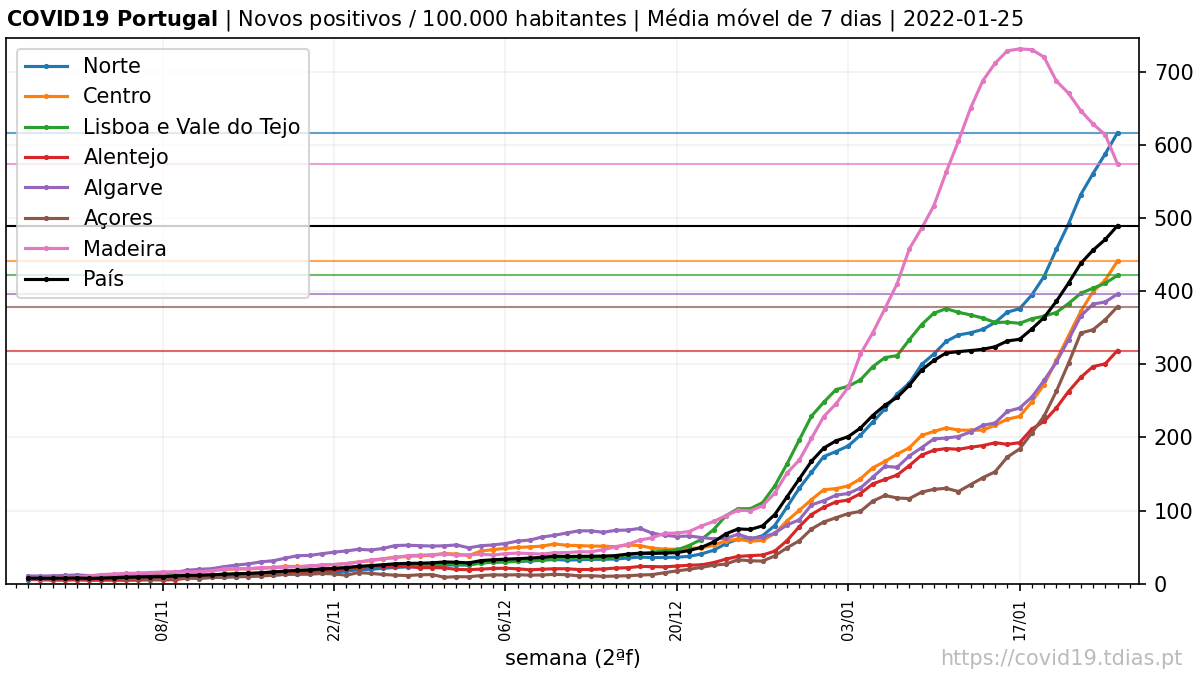 COVID19 Portugal | Novos positivos / 100.000 habitantes | Média móvel de 7 dias | 2022-01-25
Norte
Centro
Lisboa e Vale do Tejo
Alentejo
Algarve
Açores
Madeira
País
700
600
500
400
300
200
100
0
08/11
22/11
06/12
20/12
03/01
17/01
semana (2ªf)
https://covid19.tdias.pt